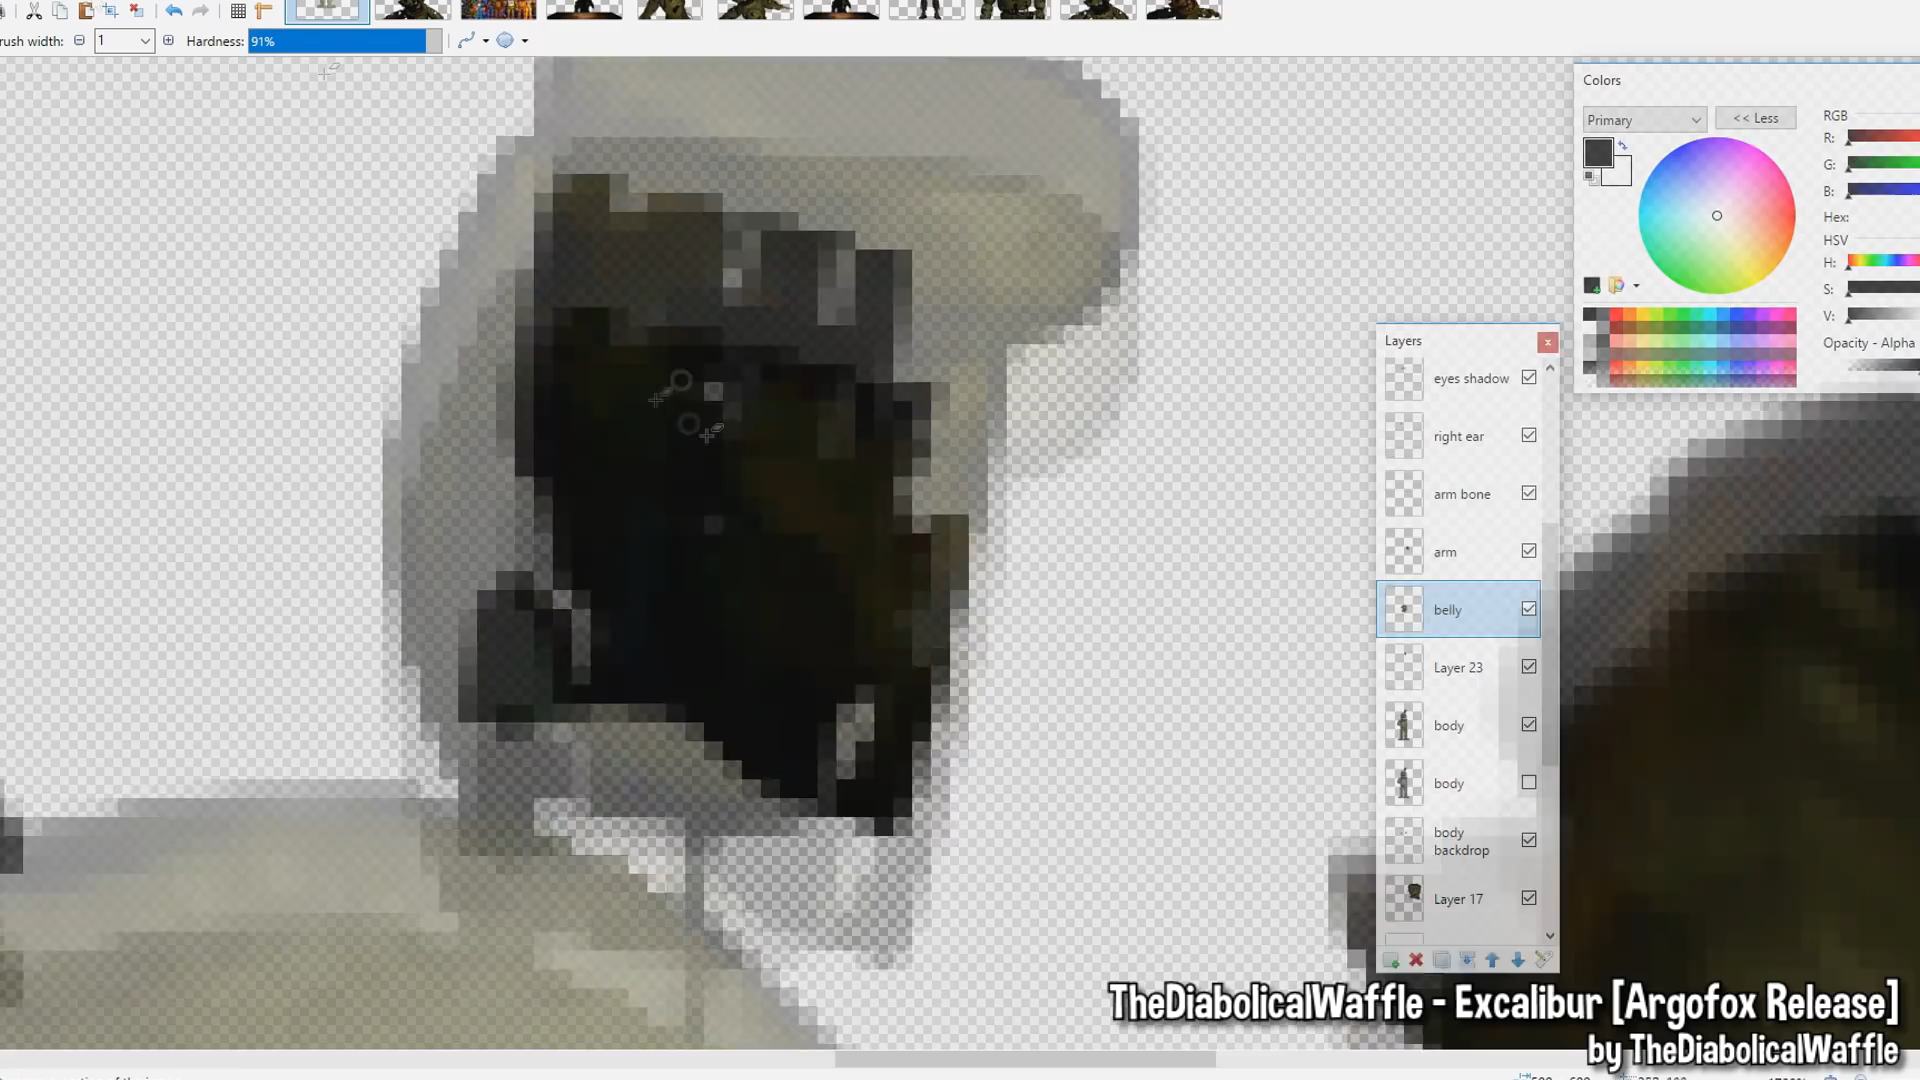 rush width:
1
Hardness:
91%
Colors
Primary
<< Less
RGB
R:
G:
B:
Hex:
HSV
H:
S:
V:
Opacity - Alpha
Layers
x
eyes shadow
right ear
arm bone
arm
belly
Layer 23
body
body
body
backdrop
Layer 17
TheDiabolicalWaffle - Excalibur [Argofox Release]
by TheDiabolicalWaffle